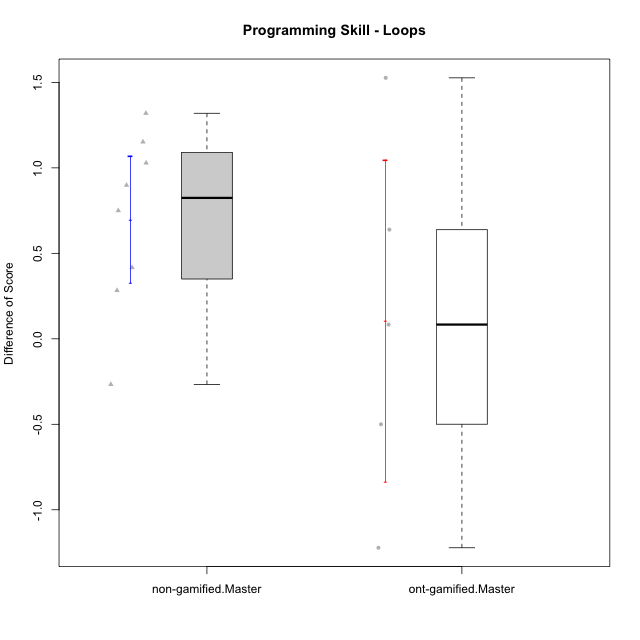 Programming Skill - Loops
Difference of Score
1.5
1.0
0.5
0.0
-0.5
-1.0
non-gamified.Master
ont-gamified.Master